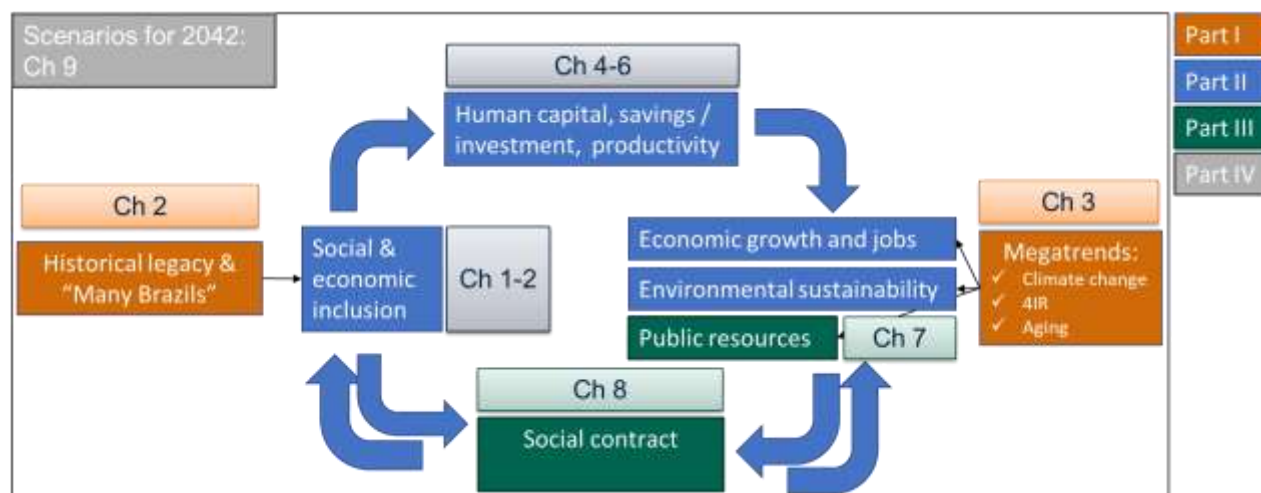 Scenarios for 2042:
Ch 9
Ch 4-6
Human capital, savings /
investment, productivity
Ch 2
Historical legacy &
“Many Brazils”
Social &
economic
inclusion
Ch 1-2
Economic growth and jobs
Environmental sustainability
Public resources
Ch 7
Ch 3
Megatrends:
✓ Climate change
✓ 4IR
✓ Aging
Ch 8
Social contract
Part I
Part II
Part III
Part IV